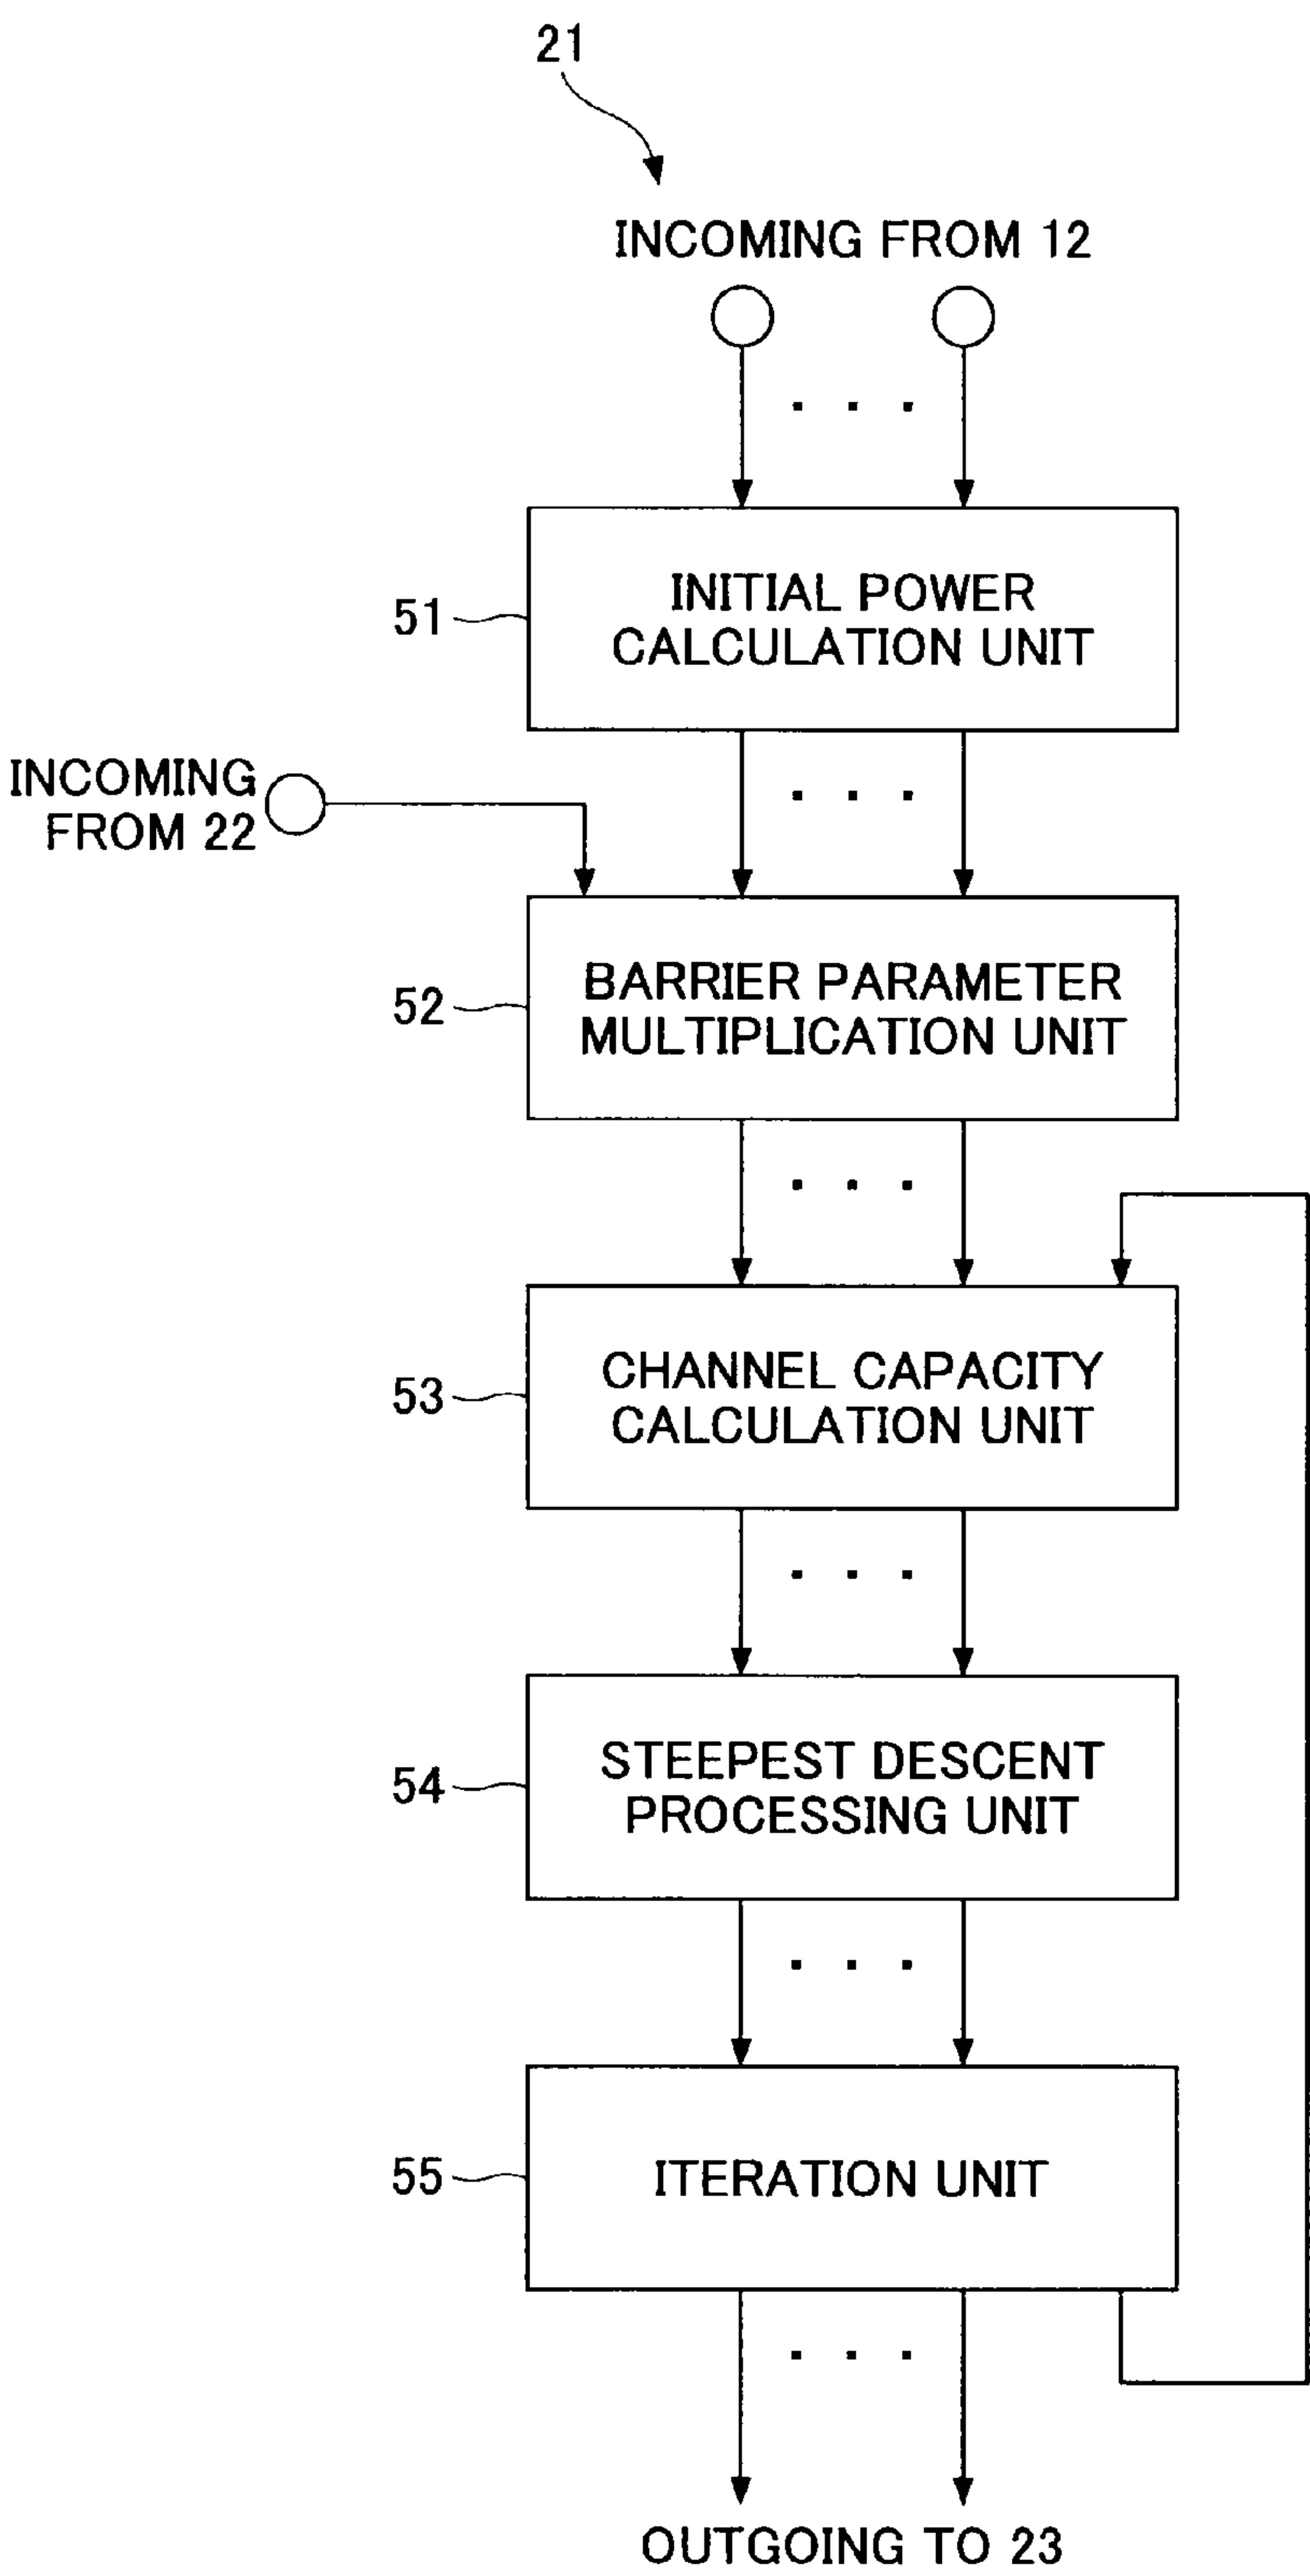 21
INCOMING FROM 12
51
INITIAL POWER
CALCULATION UNIT
INCOMING
FROM 22
52
BARRIER PARAMETER
MULTIPLICATION UNIT
53
CHANNEL CAPACITY
CALCULATION UNIT
54
STEEPEST DESCENT
PROCESSING UNIT
55
ITERATION UNIT
OUTGOING TO 23